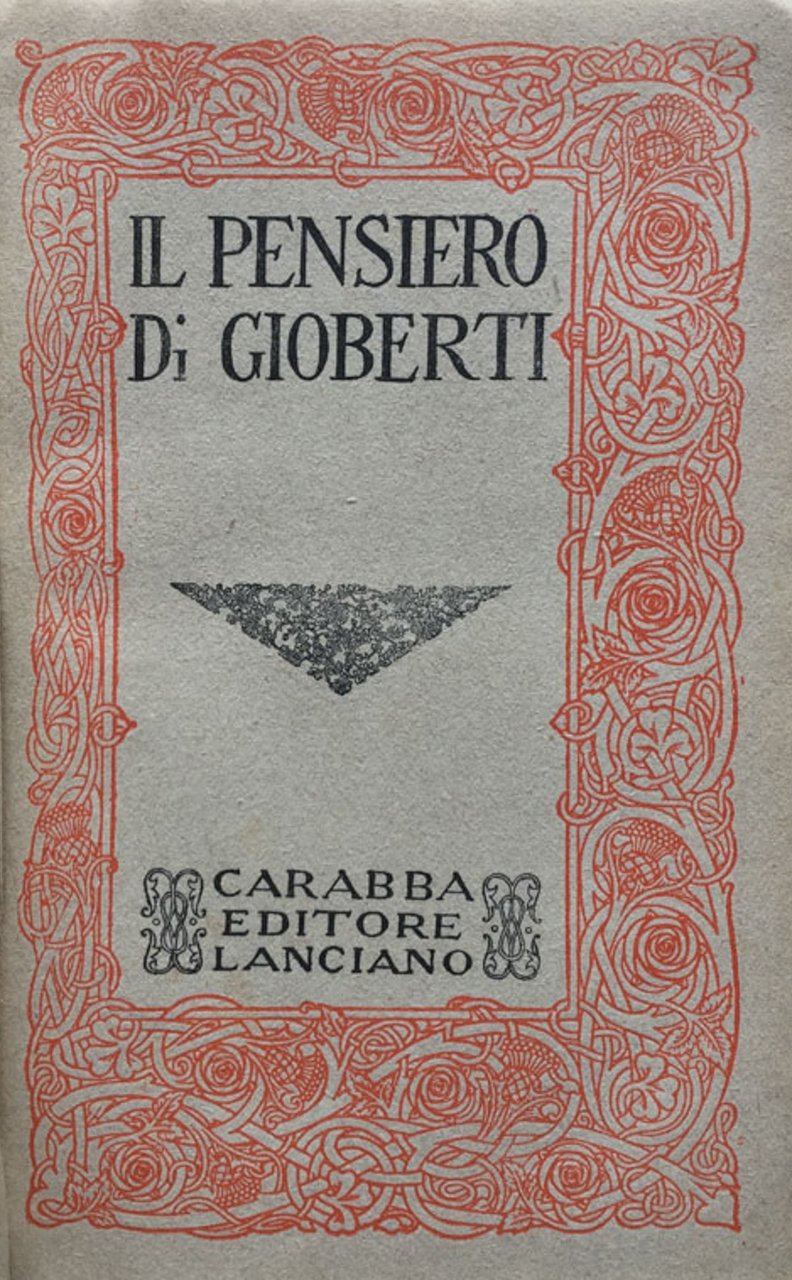 IL PENSIERO
Di GIOBERTI
CARABBA
EDITORE
LANCIANO